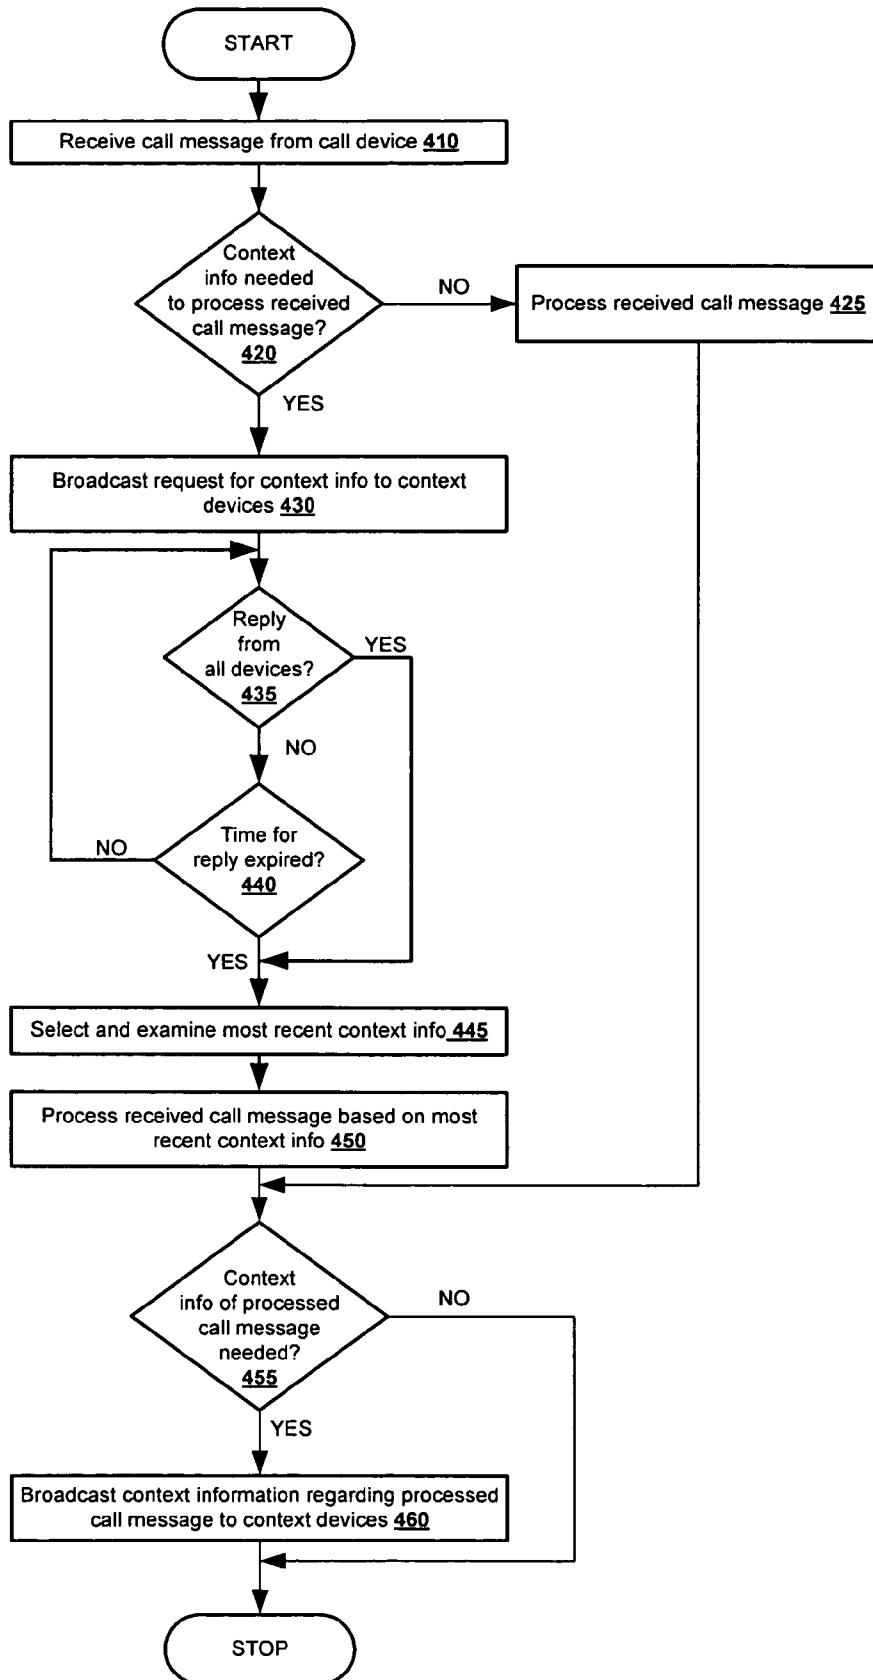 START
Receive call message from call device 410
Context
info needed
to process received
call message?
420
NO
Process received call message 425
YES
Broadcast request for context info to context
devices 430
Reply
from
all devices?
435
YES
NO
Time for
reply expired?
440
NO
YES
Select and examine most recent context info 445
Process received call message based on most
recent context info 450
Context
info of processed
call message
needed?
455
NO
YES
Broadcast context information regarding processed
call message to context devices 460
STOP